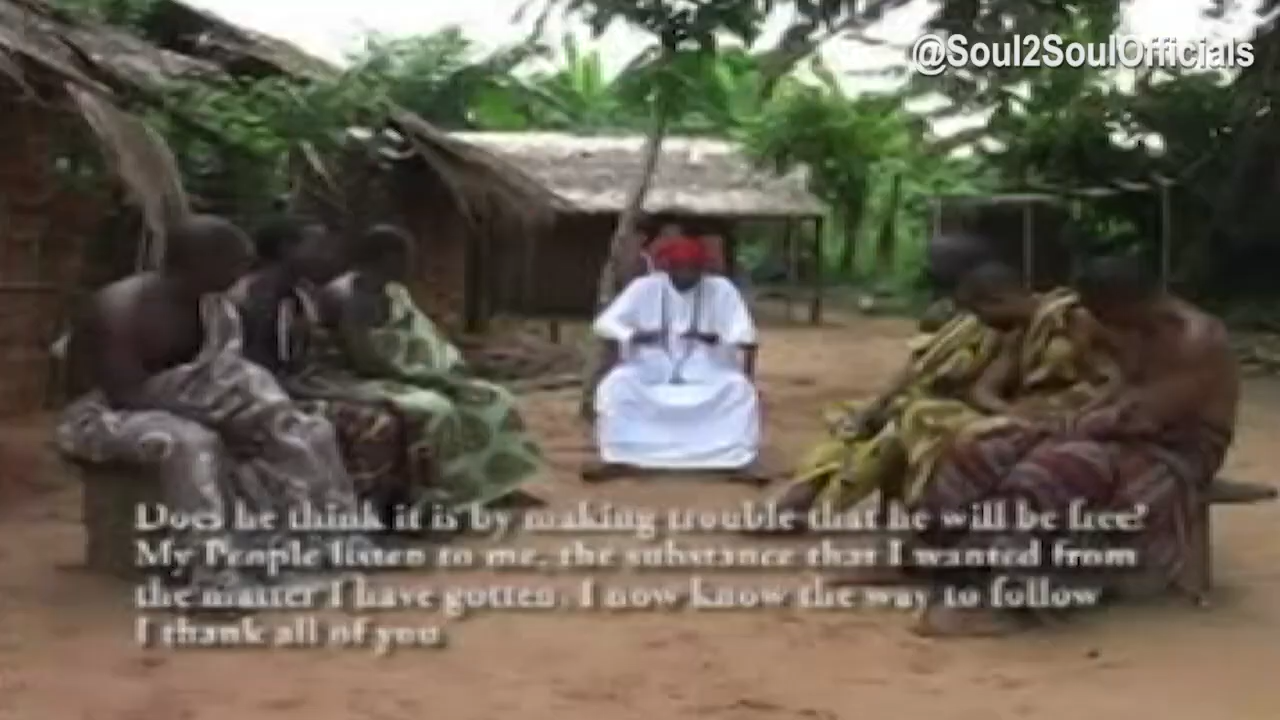 @Soul2SoulOfficials
Does he think it is by making trouble that he will be free?
My People listen to me, the substance that I wanted from
the matter I have gotten. I now know the way to follow
I thank all of you